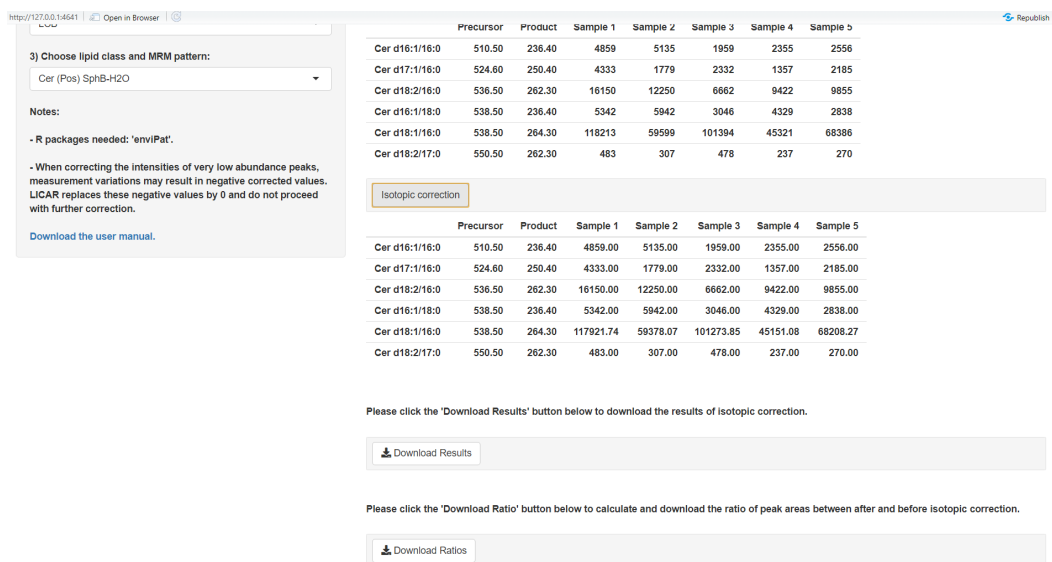 http://127.0.0.1:4641 Open in Browser Republish
Precursor Product Sample 1 Sample 2 Sample 3 Sample 4 Sample 5
Cer d16:1/16:0 510.50 236.40 4859 5135 1959 2355 2556
3) Choose lipid class and MRM pattern:
Cer d17:1/16:0 524.60 250.40 4333 1779 2332 1357 2185
Cer (Pos) SphB-H2O
Cer d18:2/16:0 536.50 262.30 16150 12250 6662 9422 9855
Notes:
Cer d16:1/18:0 538.50 236.40 5342 5942 3046 4329 2838
- R packages needed: 'enviPat'.
Cer d18:1/16:0 538.50 264.30 118213 59599 101394 45321 68386
Cer d18:2/17:0 550.50 262.30 483 307 478 237 270
- When correcting the intensities of very low abundance peaks,
measurement variations may result in negative corrected values.
LICAR replaces these negative values by 0 and do not proceed
with further correction.
Download the user manual.
Isotopic correction
Precursor Product Sample 1 Sample 2 Sample 3 Sample 4 Sample 5
Cer d16:1/16:0 510.50 236.40 4859.00 5135.00 1959.00 2355.00 2556.00
Cer d17:1/16:0 524.60 250.40 4333.00 1779.00 2332.00 1357.00 2185.00
Cer d18:2/16:0 536.50 262.30 16150.00 12250.00 6662.00 9422.00 9855.00
Cer d16:1/18:0 538.50 236.40 5342.00 5942.00 3046.00 4329.00 2838.00
Cer d18:1/16:0 538.50 264.30 117921.74 59378.07 101273.85 45151.08 68208.27
Cer d18:2/17:0 550.50 262.30 483.00 307.00 478.00 237.00 270.00
Please click the 'Download Results' button below to download the results of isotopic correction.
Download Results
Please click the 'Download Ratio' button below to calculate and download the ratio of peak areas between after and before isotopic correction.
Download Ratios